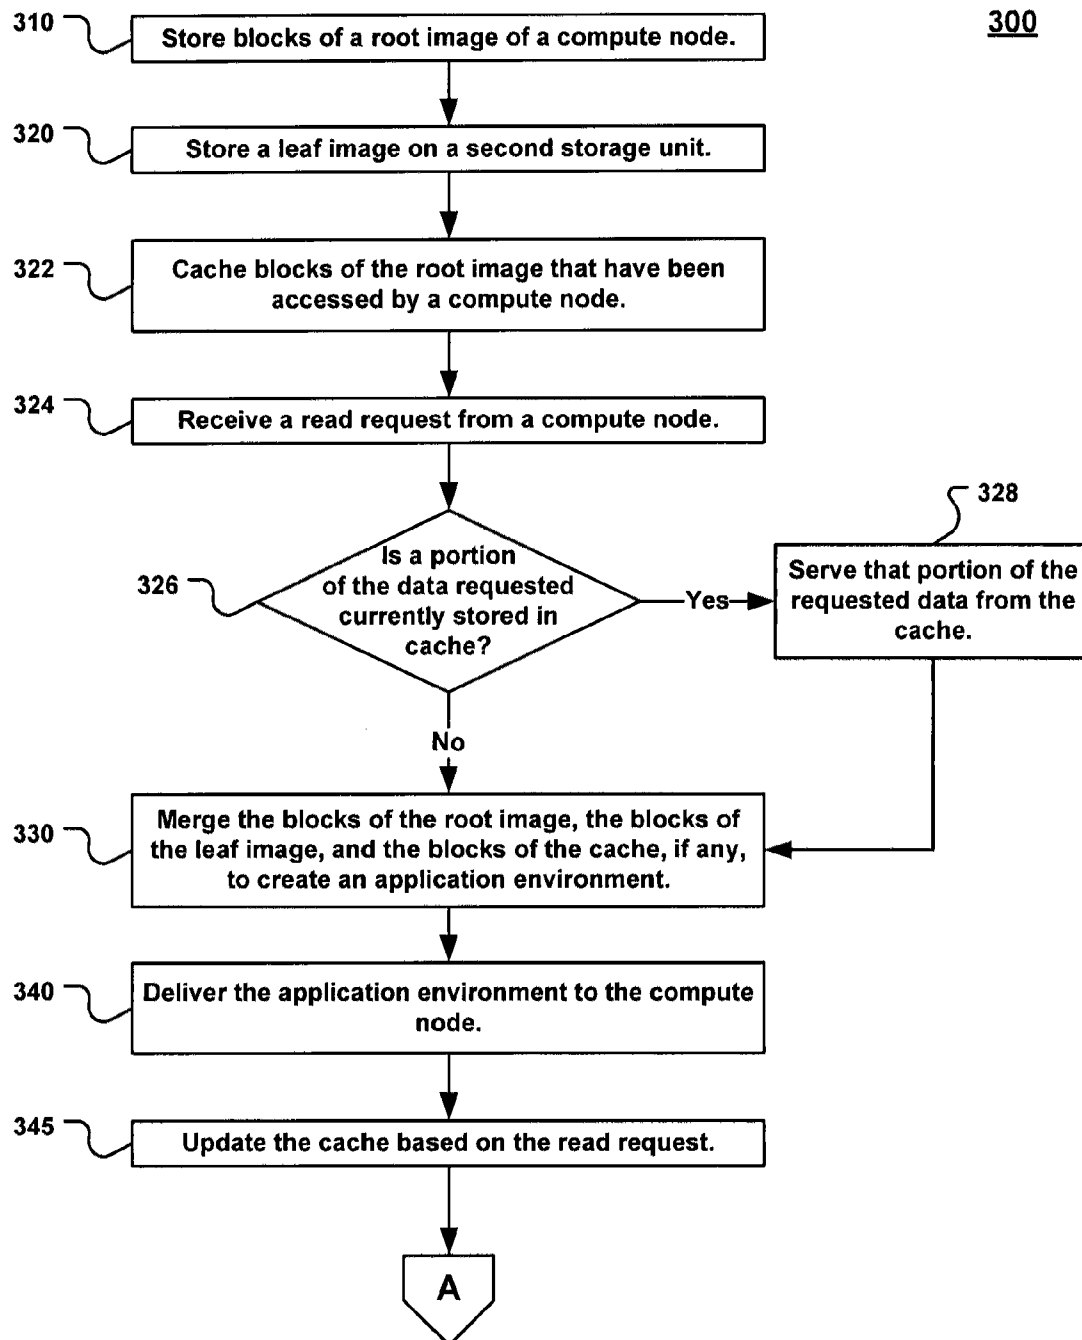 300
310
Store blocks of a root image of a compute node.
320
Store a leaf image on a second storage unit.
322
Cache blocks of the root image that have been
accessed by a compute node.
324
Receive a read request from a compute node.
326
Is a portion
of the data requested
currently stored in
cache?
Yes
328
Serve that portion of the
requested data from the
cache.
No
330
Merge the blocks of the root image, the blocks of
the leaf image, and the blocks of the cache, if any,
to create an application environment.
340
Deliver the application environment to the compute
node.
345
Update the cache based on the read request.
A